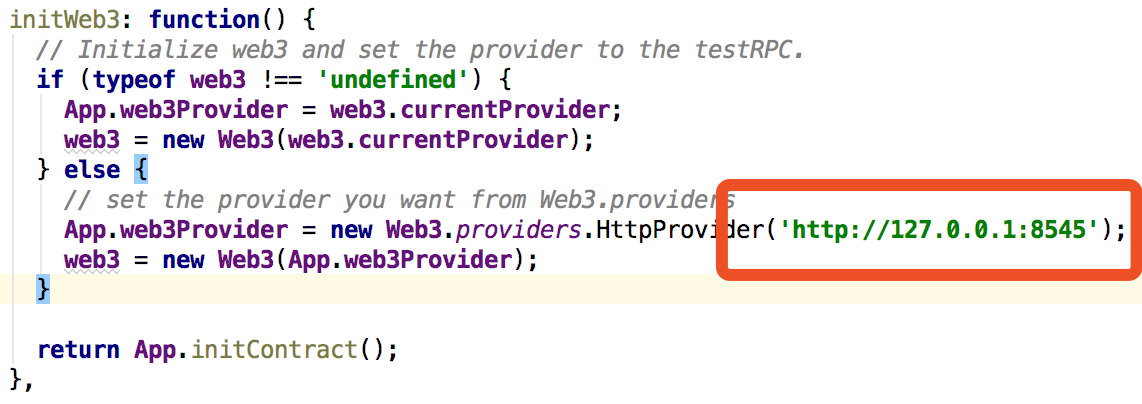 initWeb3: function() {
// Initialize web3 and set the provider to the testRPC.
if (typeof web3 !== 'undefined') {
App.web3Provider = web3.currentProvider;
web3 = new Web3(web3.currentProvider);
} else {
// set the provider you want from Web3.providers
App.web3Provider = new Web3.providers.HttpProvider('http://127.0.0.1:8545');
web3 = new Web3(App.web3Provider);
}
return App.initContract();
},